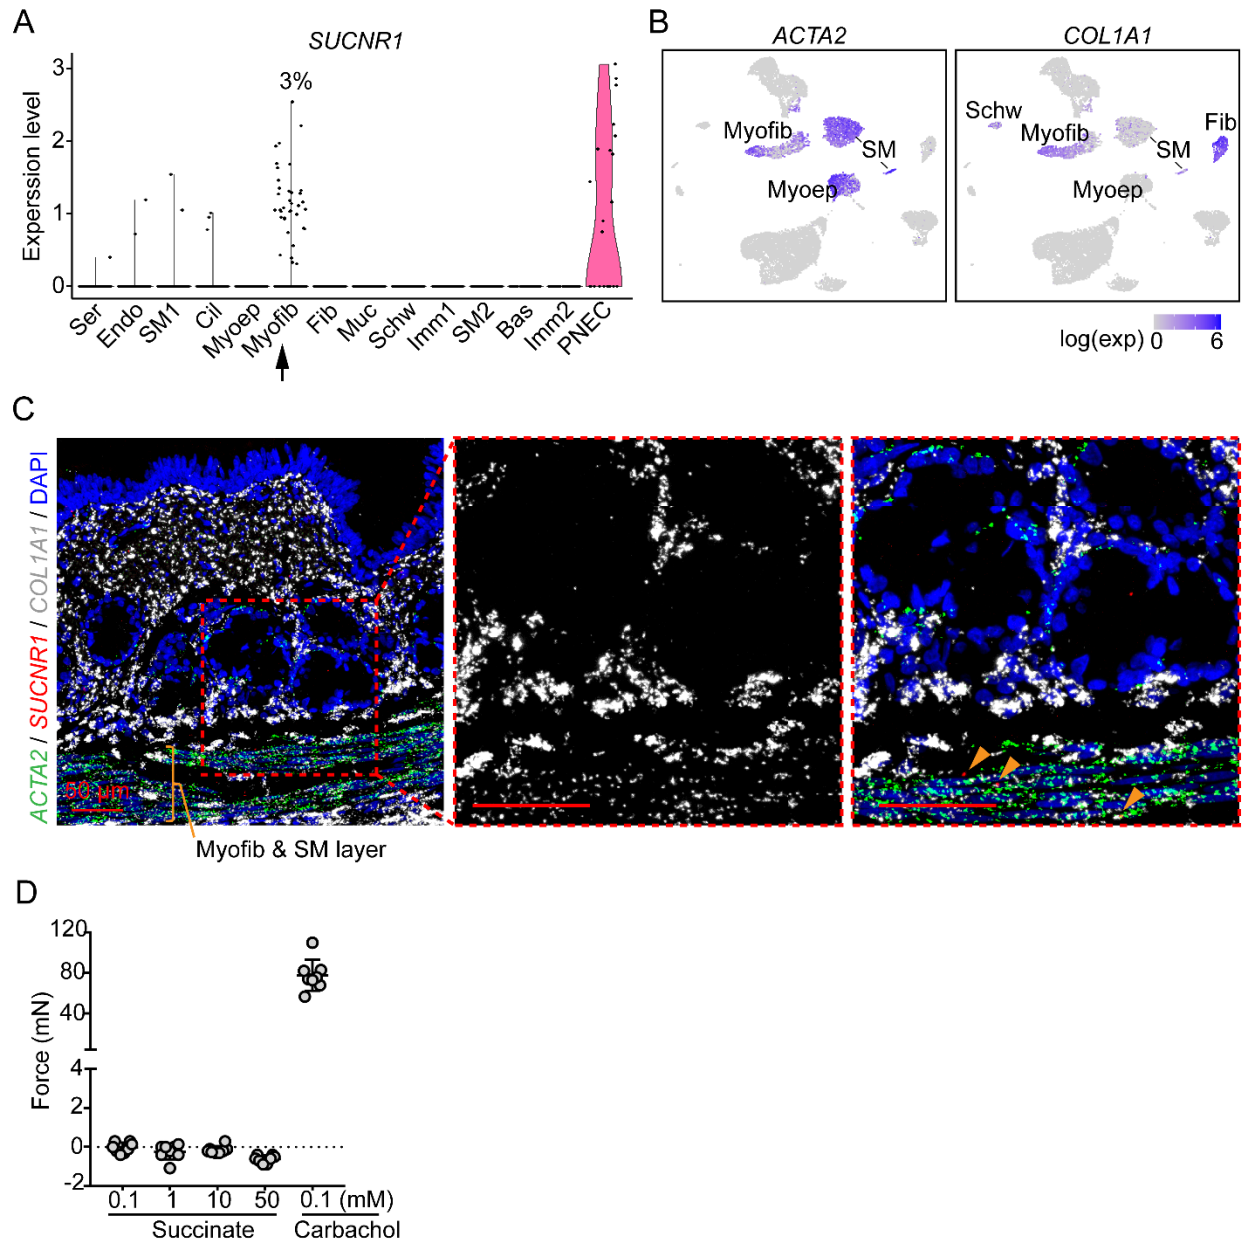 A
SUCNR1
Experssion level
3
2
1
0
3%
Ser
Endo
SM1
Cil
Myoep
Myofib
Fib
Muc
Schw
Imm1
SM2
Bas
Imm2
PNEC
B
ACTA2
COL1A1
Myofib
SM
Myoep
Schw
Myofib
SM
Fib
Myoep
log(exp) 0 6
C
ACTA2 / SUCNR1 / COL1A1 / DAPI
50 µm
Myofib & SM layer
D
Force (mN)
120
80
40
4
2
0
-2
0.1 1 10 50 0.1 (mM)
Succinate Carbachol